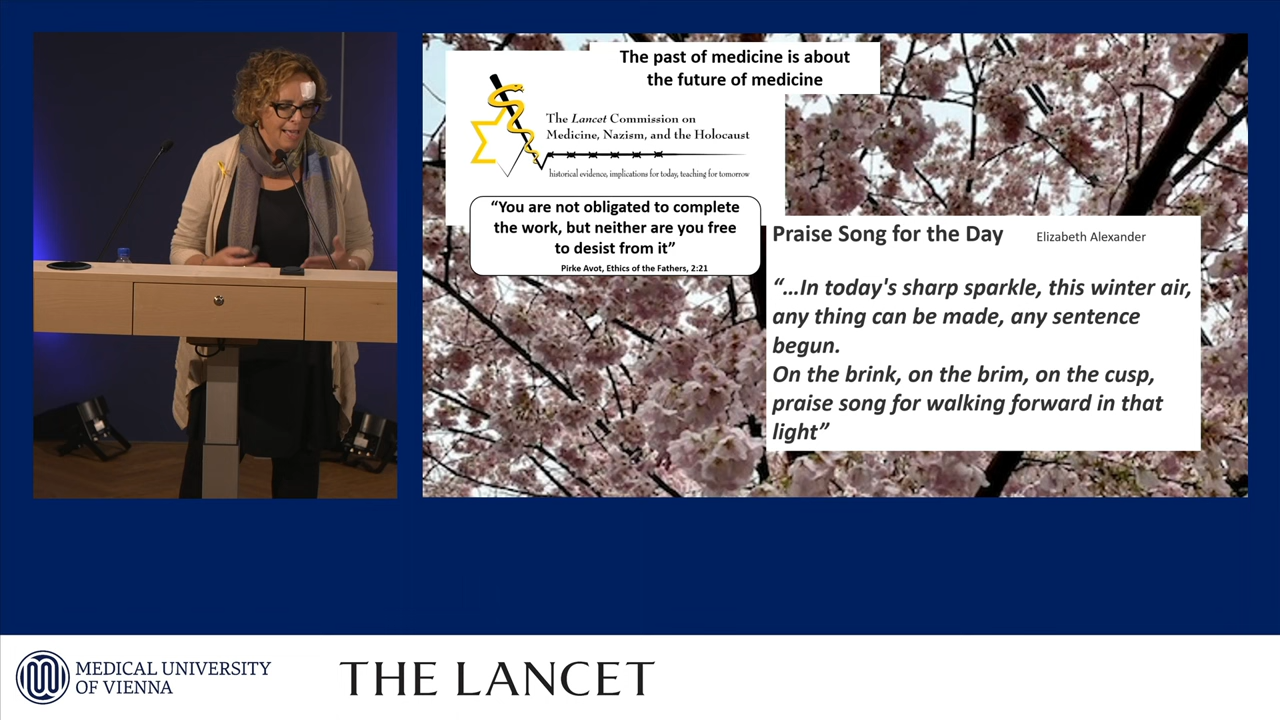 The past of medicine is about
the future of medicine
The Lancet Commission on
Medicine, Nazism, and the Holocaust
historical evidence, implications for today, teaching for tomorrow
“You are not obligated to complete
the work, but neither are you free
to desist from it”
Pirke Avot, Ethics of the Fathers, 2:21
Praise Song for the Day Elizabeth Alexander
“...In today's sharp sparkle, this winter air,
any thing can be made, any sentence
begun.
On the brink, on the brim, on the cusp,
praise song for walking forward in that
light”
MEDICAL UNIVERSITY
OF VIENNA
THE LANCET